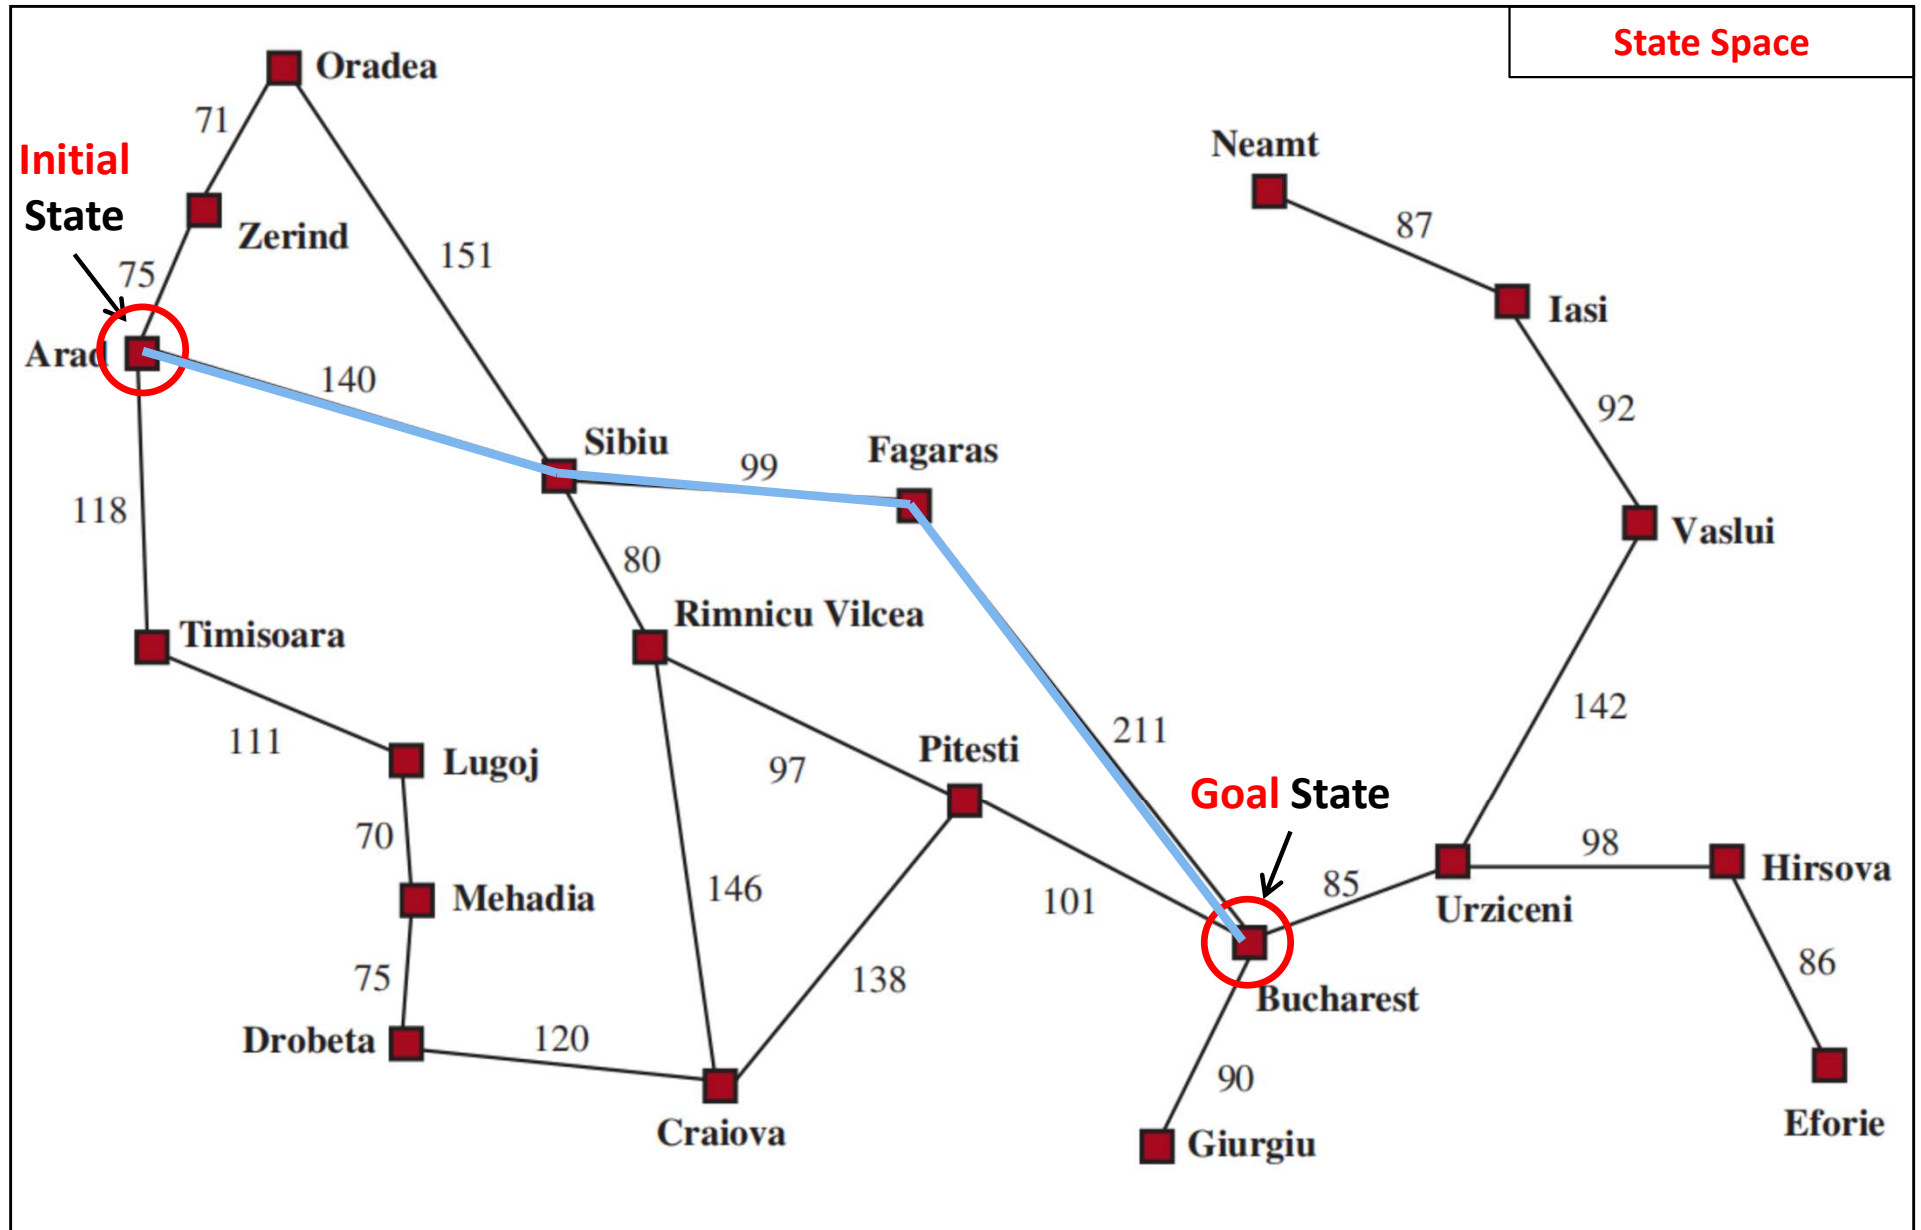 State Space
Oradea
71
Neamt
Initial
State
87
Zerind
151
75
Iasi
Arad
140
92
Sibiu
99
Fagaras
118
Vaslui
80
Rimnicu Vilcea
Timisoara
142
111
211
Lugoj
97
Pitesti
Goal State
70
98
Mehadia
146
101
85
Hirsova
Urziceni
75
138
86
Bucharest
Drobeta
120
90
Craiova
Giurgiu
Eforie